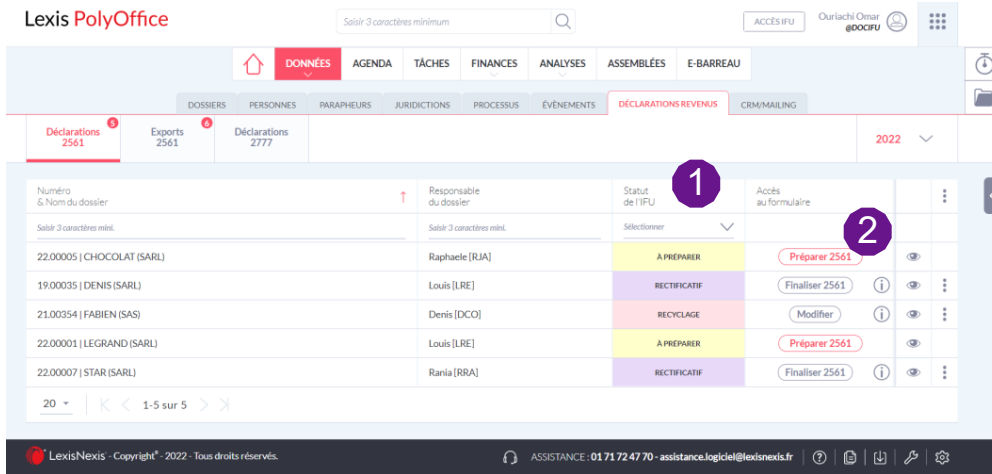 Lexis PolyOffice
Saisir 3 caractères minimum
ACCÈS IFU
Ouriachi Omar
@DOCIFU
DONNÉES AGENDA TÂCHES FINANCES ANALYSES ASSEMBLÉES E-BARREAU
DOSSIERS PERSONNES PARAPHEURS JURIDICTIONS PROCESSUS ÉVÈNEMENTS DÉCLARATIONS REVENUS CRM/MAILING
Déclarations 2561 5
Exports 2561 6
Déclarations 2777
2022
Numéro & Nom du dossier
Responsable du dossier
Statut de l'IFU
1
Accès au formulaire
Saisir 3 caractères mini. Saisir 3 caractères mini. Sélectionner
2
22.00005 | CHOCOLAT (SARL) Raphaele [RJA] À PRÉPARER Préparer 2561
19.00035 | DENIS (SARL) Louis [LRE] RECTIFICATIF Finaliser 2561
21.00354 | FABIEN (SAS) Denis [DCO] RECYCLAGE Modifier
22.00001 | LEGRAND (SARL) Louis [LRE] À PRÉPARER Préparer 2561
22.00007 | STAR (SARL) Rania [RRA] RECTIFICATIF Finaliser 2561
20 1-5 sur 5
LexisNexis - Copyright® - 2022 - Tous droits réservés. ASSISTANCE : 01 71 72 47 70 - assistance.logiciel@lexisnexis.fr